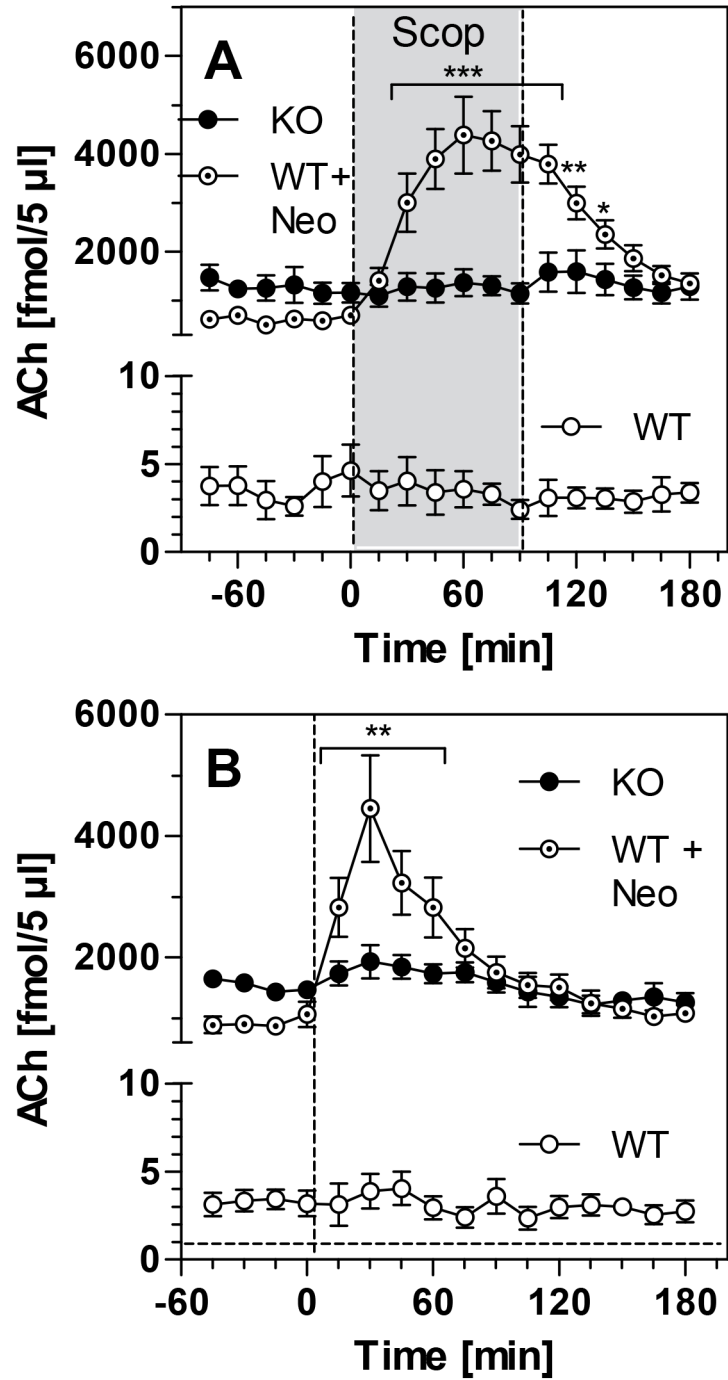 A
Scop
***
**
*
KO
WT+
Neo
WT
6000
4000
2000
10
5
0
ACh [fmol/5 µl]
-60 0 60 120 180
Time [min]
B
**
KO
WT +
Neo
WT
6000
4000
2000
10
5
0
ACh [fmol/5 µl]
-60 0 60 120 180
Time [min]